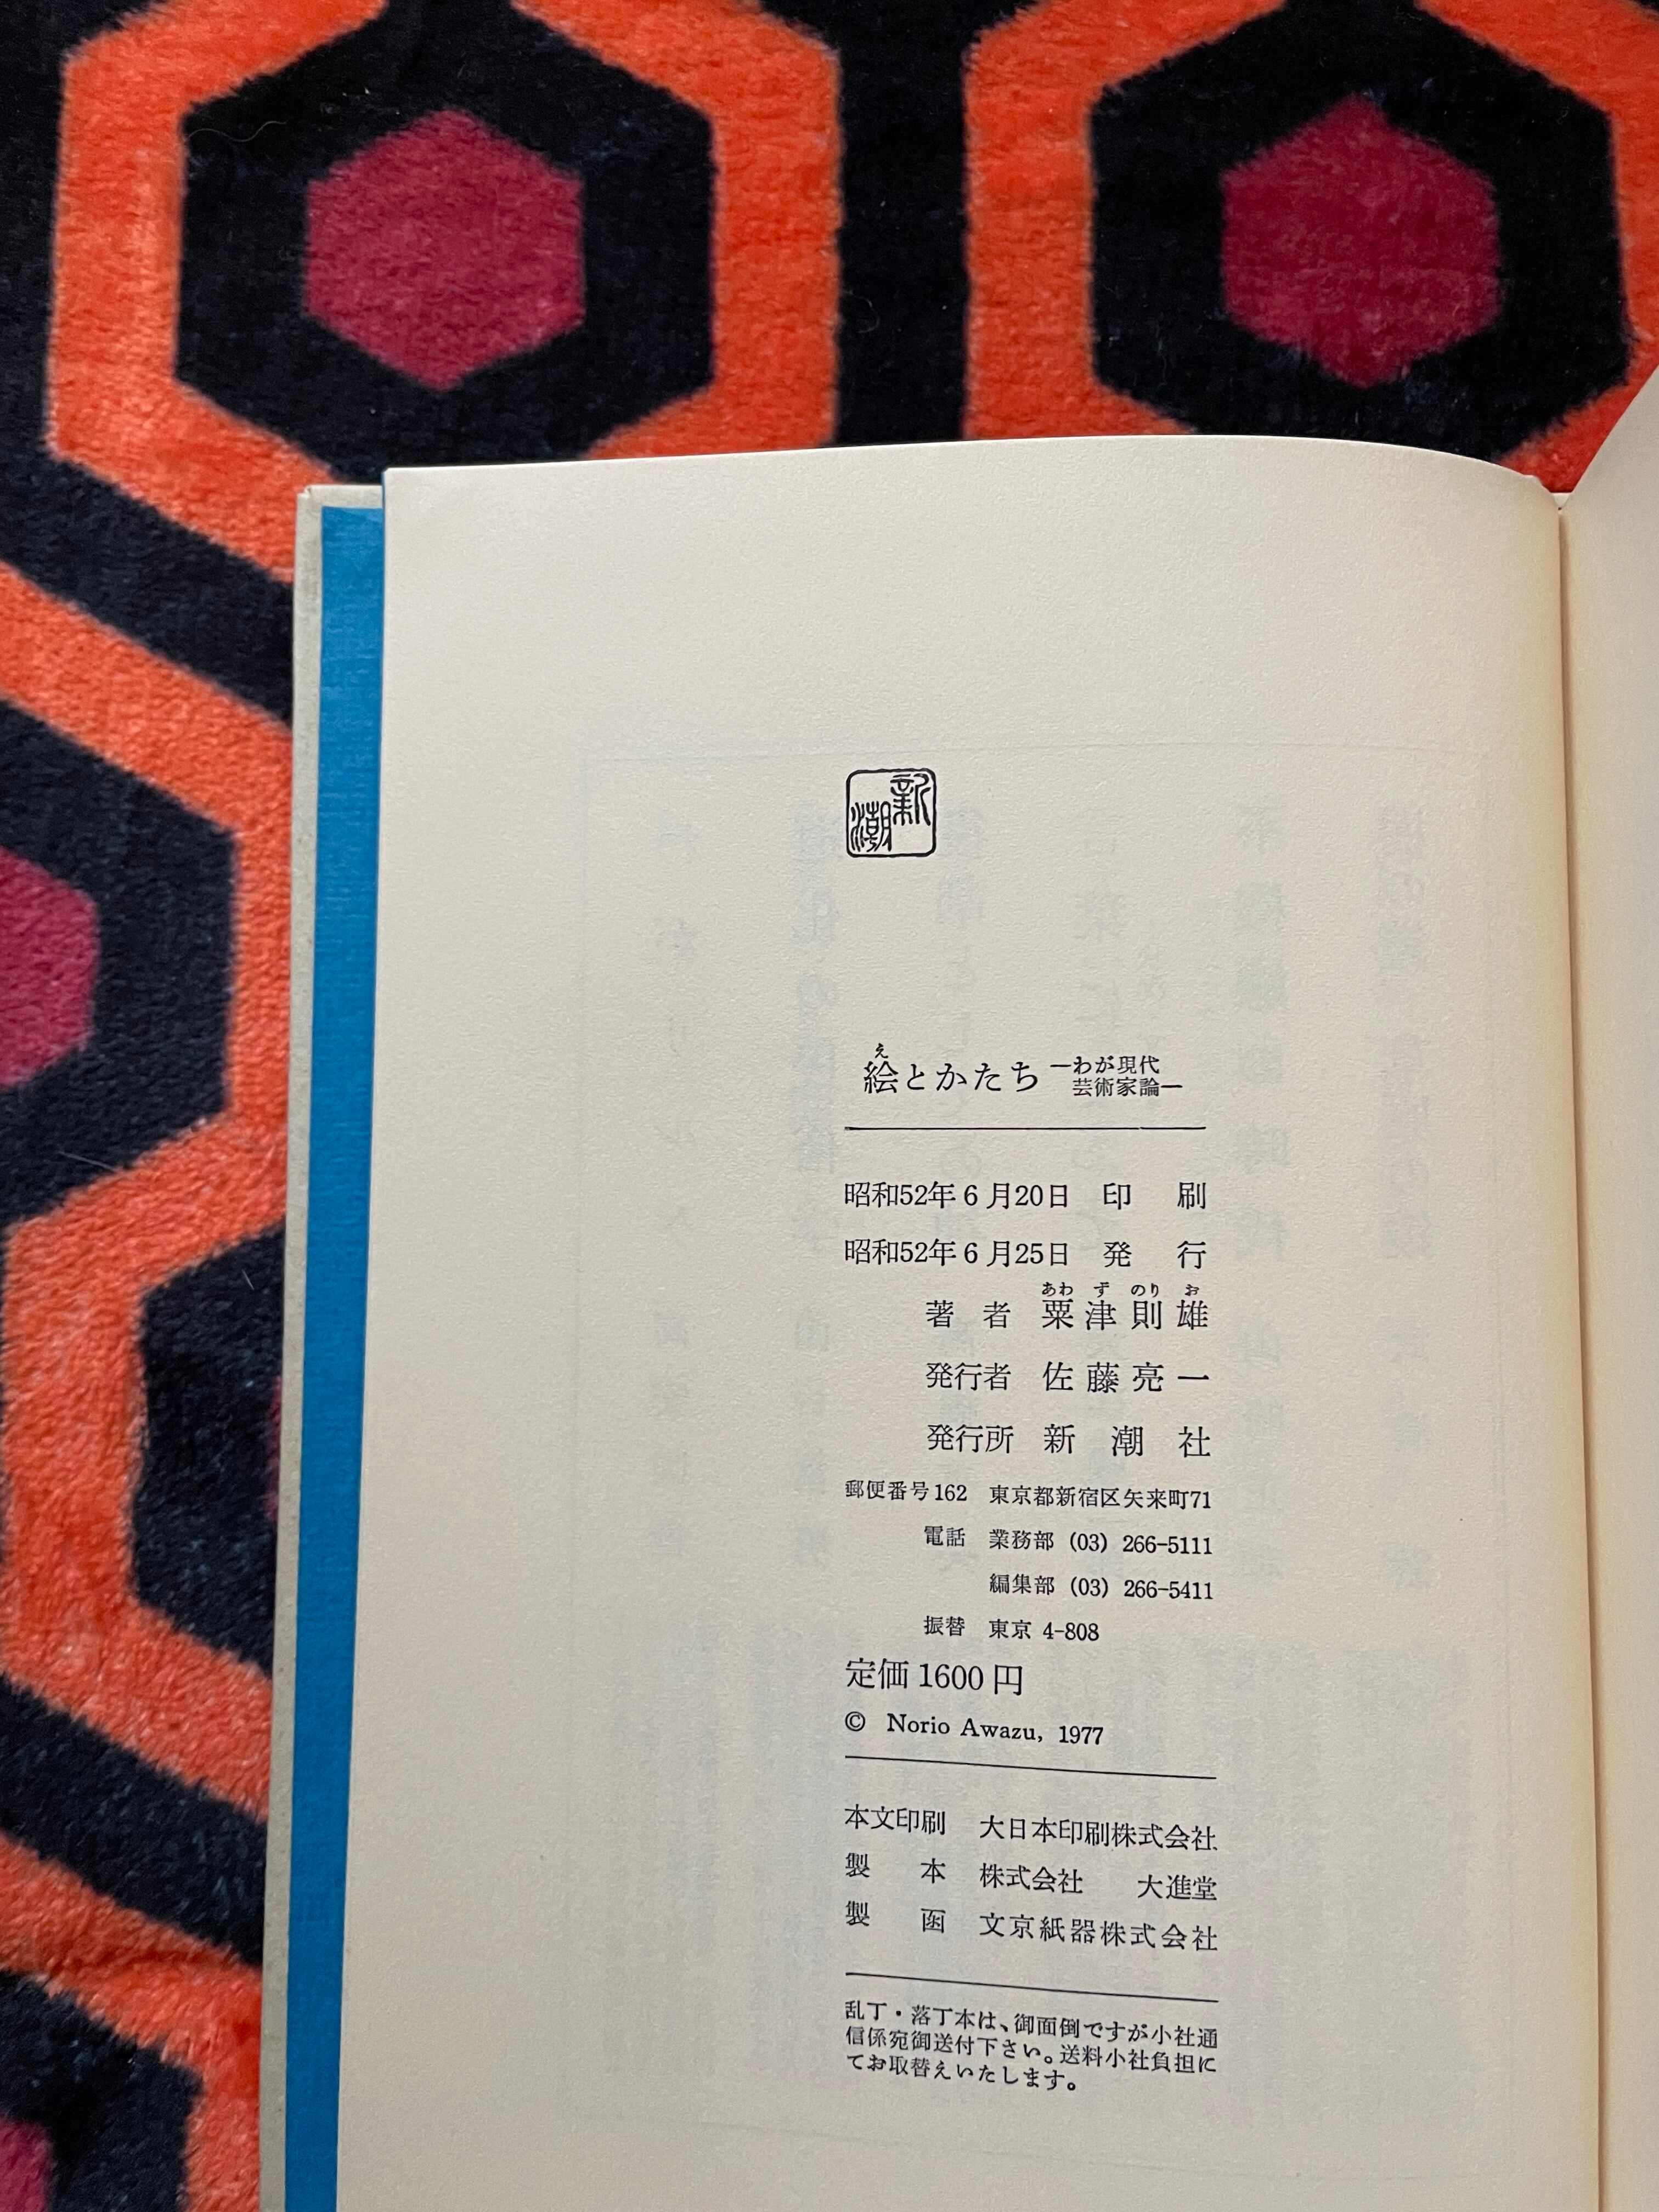 新潮
絵とかたち ―わが現代
芸術家論―
え
昭和52年6月20日 印 刷
昭和52年6月25日 発 行
あわ ず のり お
著 者 粟津則雄
発行者 佐藤亮一
発行所 新潮社
郵便番号162 東京都新宿区矢来町71
電話 業務部 (03) 266-5111
編集部 (03) 266-5411
振替 東京 4-808
定価1600円
© Norio Awazu, 1977
本文印刷 大日本印刷株式会社
製 本 株式会社 大進堂
製 函 文京紙器株式会社
乱丁・落丁本は、御面倒ですが小社通
信係宛御送付下さい。送料小社負担に
てお取替えいたします。